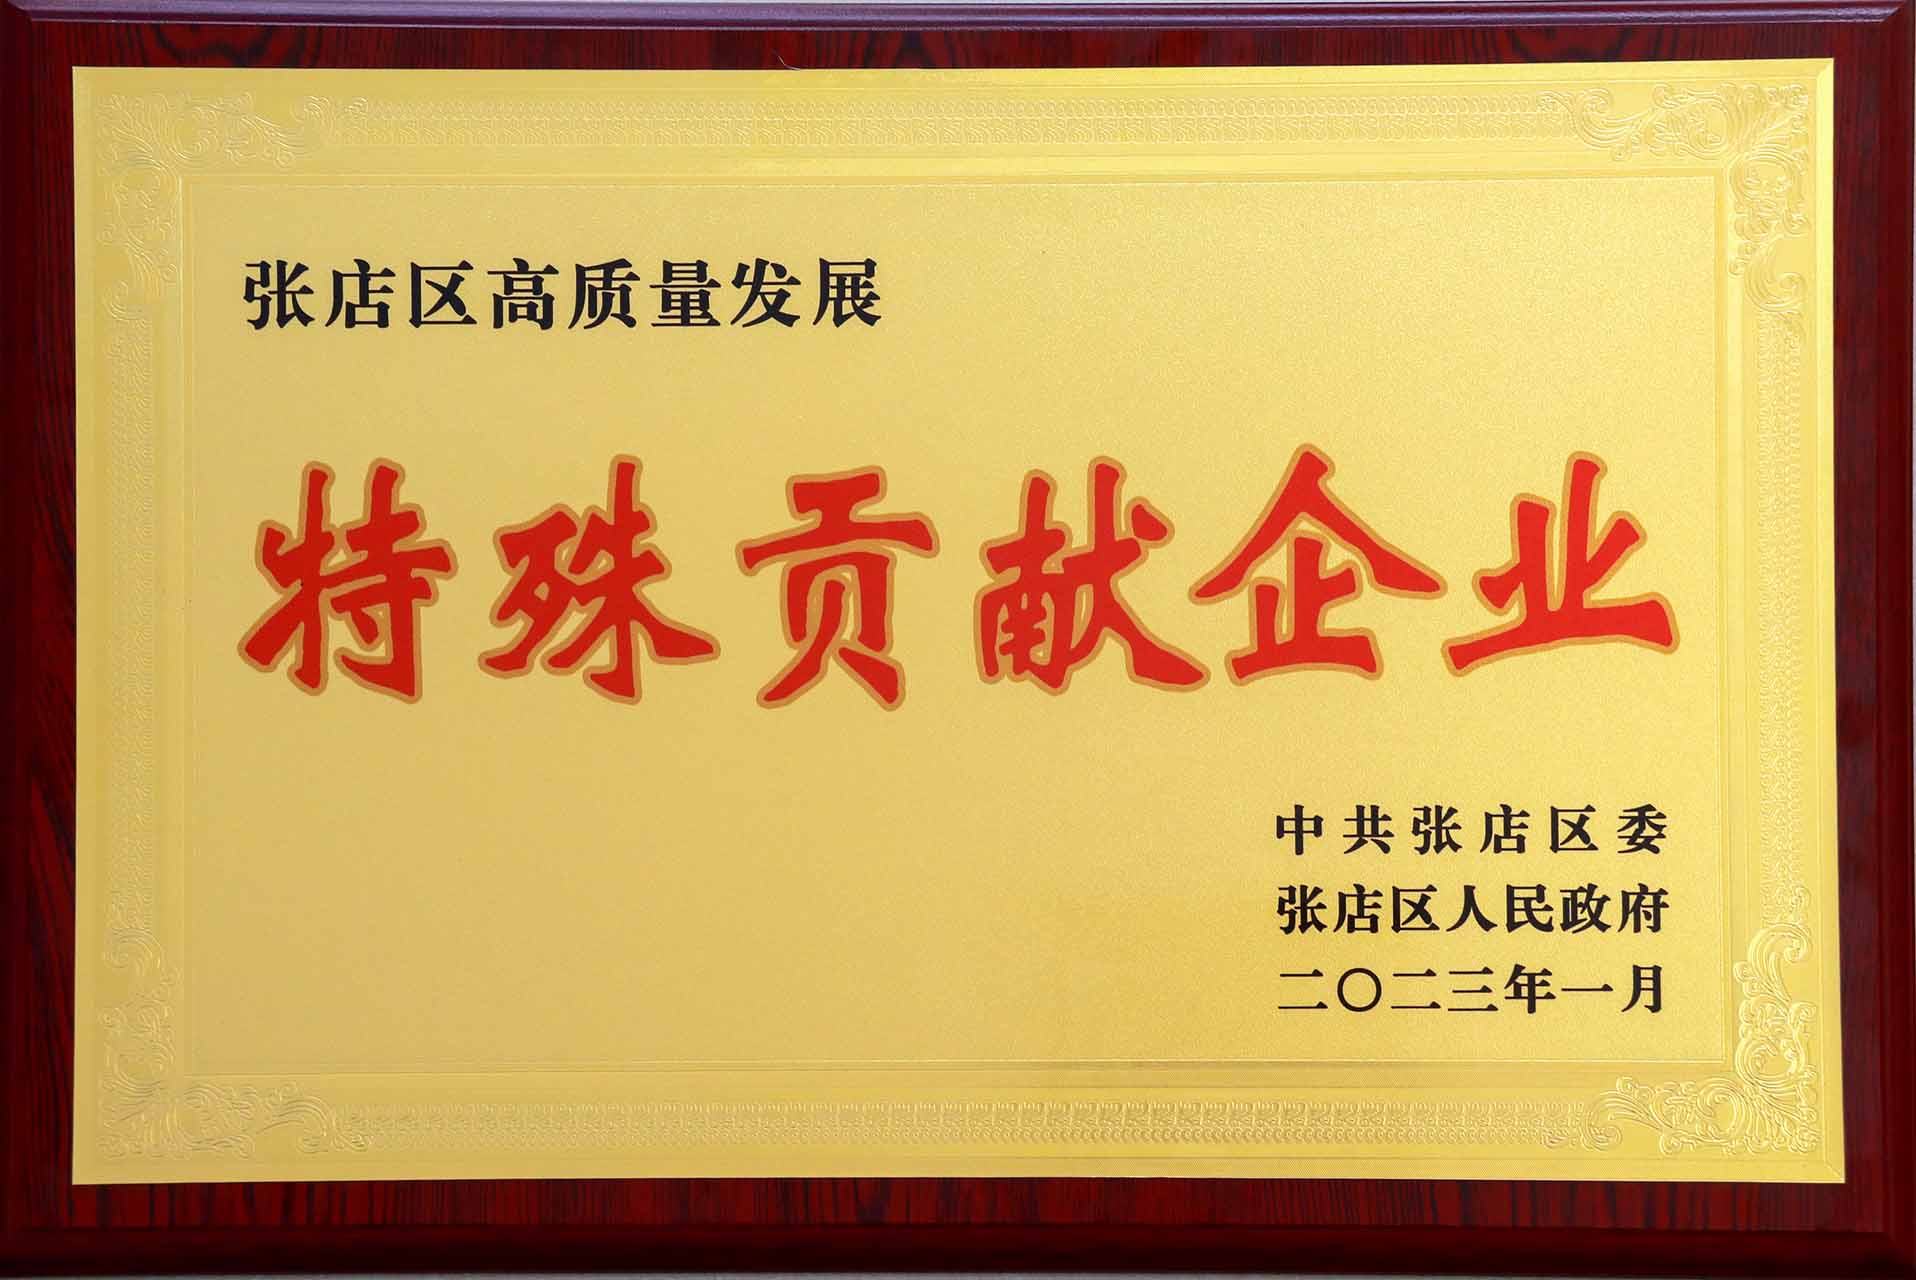 张店区高质量发展
特殊贡献企业
中共张店区委
张店区人民政府
二〇二三年一月